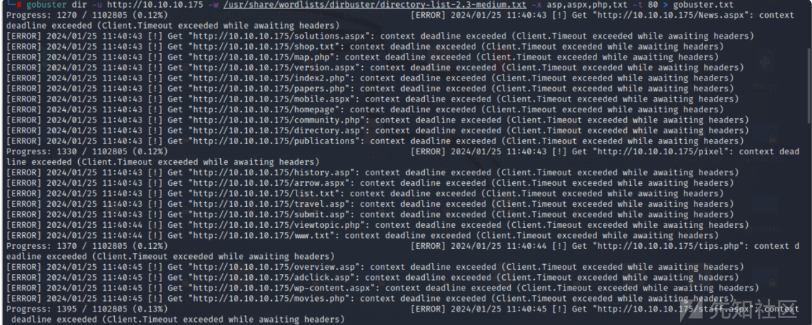 # gobuster dir -u http://10.10.10.175 -w /usr/share/wordlists/dirbuster/directory-list-2.3-medium.txt -x asp,aspx,php,txt -t 80 > gobuster.txt
Progress: 1270 / 1102805 (0.12%) [ERROR] 2024/01/25 11:40:43 [!] Get "http://10.10.10.175/News.aspx": context
deadline exceeded (Client.Timeout exceeded while awaiting headers)
[ERROR] 2024/01/25 11:40:43 [!] Get "http://10.10.10.175/solutions.aspx": context deadline exceeded (Client.Timeout exceeded while awaiting headers)
[ERROR] 2024/01/25 11:40:43 [!] Get "http://10.10.10.175/shop.txt": context deadline exceeded (Client.Timeout exceeded while awaiting headers)
[ERROR] 2024/01/25 11:40:43 [!] Get "http://10.10.10.175/map.php": context deadline exceeded (Client.Timeout exceeded while awaiting headers)
[ERROR] 2024/01/25 11:40:43 [!] Get "http://10.10.10.175/version.aspx": context deadline exceeded (Client.Timeout exceeded while awaiting headers)
[ERROR] 2024/01/25 11:40:43 [!] Get "http://10.10.10.175/index2.php": context deadline exceeded (Client.Timeout exceeded while awaiting headers)
[ERROR] 2024/01/25 11:40:43 [!] Get "http://10.10.10.175/papers.php": context deadline exceeded (Client.Timeout exceeded while awaiting headers)
[ERROR] 2024/01/25 11:40:43 [!] Get "http://10.10.10.175/mobile.aspx": context deadline exceeded (Client.Timeout exceeded while awaiting headers)
[ERROR] 2024/01/25 11:40:43 [!] Get "http://10.10.10.175/homepage": context deadline exceeded (Client.Timeout exceeded while awaiting headers)
[ERROR] 2024/01/25 11:40:43 [!] Get "http://10.10.10.175/community.php": context deadline exceeded (Client.Timeout exceeded while awaiting headers)
[ERROR] 2024/01/25 11:40:43 [!] Get "http://10.10.10.175/directory.asp": context deadline exceeded (Client.Timeout exceeded while awaiting headers)
[ERROR] 2024/01/25 11:40:43 [!] Get "http://10.10.10.175/publications": context deadline exceeded (Client.Timeout exceeded while awaiting headers)
Progress: 1330 / 1102805 (0.12%) [ERROR] 2024/01/25 11:40:43 [!] Get "http://10.10.10.175/pixel": context dead
line exceeded (Client.Timeout exceeded while awaiting headers)
[ERROR] 2024/01/25 11:40:43 [!] Get "http://10.10.10.175/history.asp": context deadline exceeded (Client.Timeout exceeded while awaiting headers)
[ERROR] 2024/01/25 11:40:43 [!] Get "http://10.10.10.175/arrow.aspx": context deadline exceeded (Client.Timeout exceeded while awaiting headers)
[ERROR] 2024/01/25 11:40:43 [!] Get "http://10.10.10.175/list.txt": context deadline exceeded (Client.Timeout exceeded while awaiting headers)
[ERROR] 2024/01/25 11:40:43 [!] Get "http://10.10.10.175/travel.asp": context deadline exceeded (Client.Timeout exceeded while awaiting headers)
[ERROR] 2024/01/25 11:40:43 [!] Get "http://10.10.10.175/submit.asp": context deadline exceeded (Client.Timeout exceeded while awaiting headers)
[ERROR] 2024/01/25 11:40:44 [!] Get "http://10.10.10.175/viewtopic.php": context deadline exceeded (Client.Timeout exceeded while awaiting headers)
[ERROR] 2024/01/25 11:40:44 [!] Get "http://10.10.10.175/www.txt": context deadline exceeded (Client.Timeout exceeded while awaiting headers)
Progress: 1370 / 1102805 (0.12%) [ERROR] 2024/01/25 11:40:44 [!] Get "http://10.10.10.175/tips.php": context d
eadline exceeded (Client.Timeout exceeded while awaiting headers)
[ERROR] 2024/01/25 11:40:45 [!] Get "http://10.10.10.175/overview.asp": context deadline exceeded (Client.Timeout exceeded while awaiting headers)
[ERROR] 2024/01/25 11:40:45 [!] Get "http://10.10.10.175/adclick.asp": context deadline exceeded (Client.Timeout exceeded while awaiting headers)
[ERROR] 2024/01/25 11:40:45 [!] Get "http://10.10.10.175/wp-content.aspx": context deadline exceeded (Client.Timeout exceeded while awaiting headers)
[ERROR] 2024/01/25 11:40:45 [!] Get "http://10.10.10.175/movies.php": context deadline exceeded (Client.Timeout exceeded while awaiting headers)
Progress: 1395 / 1102805 (0.13%) [ERROR] 2024/01/25 11:40:45 [!] Get "http://10.10.10.175/staff.aspx": context
deadline exceeded (Client.Timeout exceeded while awaiting headers)
先知社区